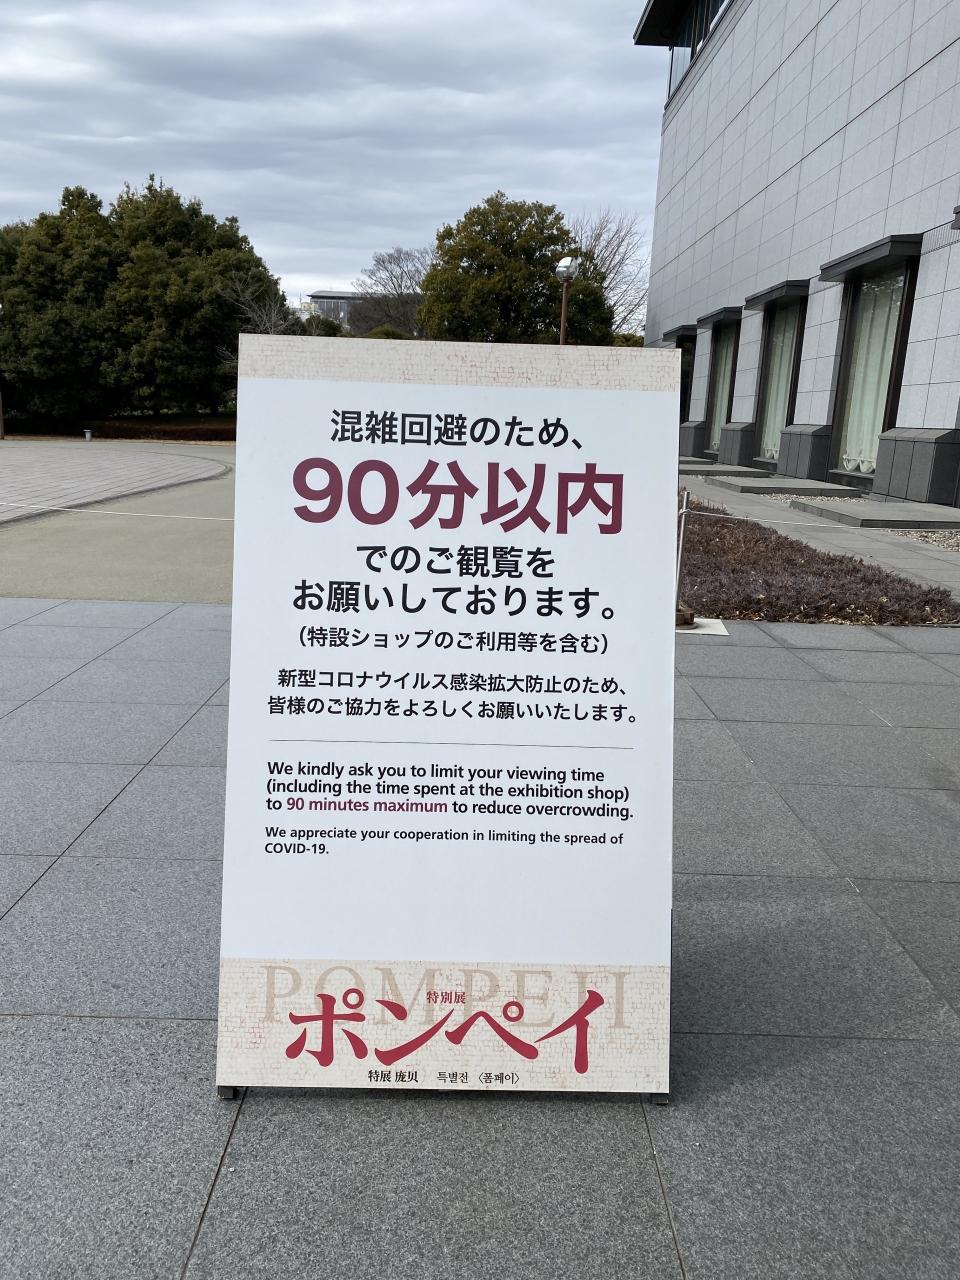 混雑回避のため、
90分以内
でのご観覧を
お願いしております。
（特設ショップのご利用等を含む）
新型コロナウイルス感染拡大防止のため、
皆様のご協力をよろしくお願いいたします。
We kindly ask you to limit your viewing time
(including the time spent at the exhibition shop)
to 90 minutes maximum to reduce overcrowding.
We appreciate your cooperation in limiting the spread of
COVID-19.
POMPEII
特別展
ポンペイ
特展 庞贝 특별전 〈폼페이〉